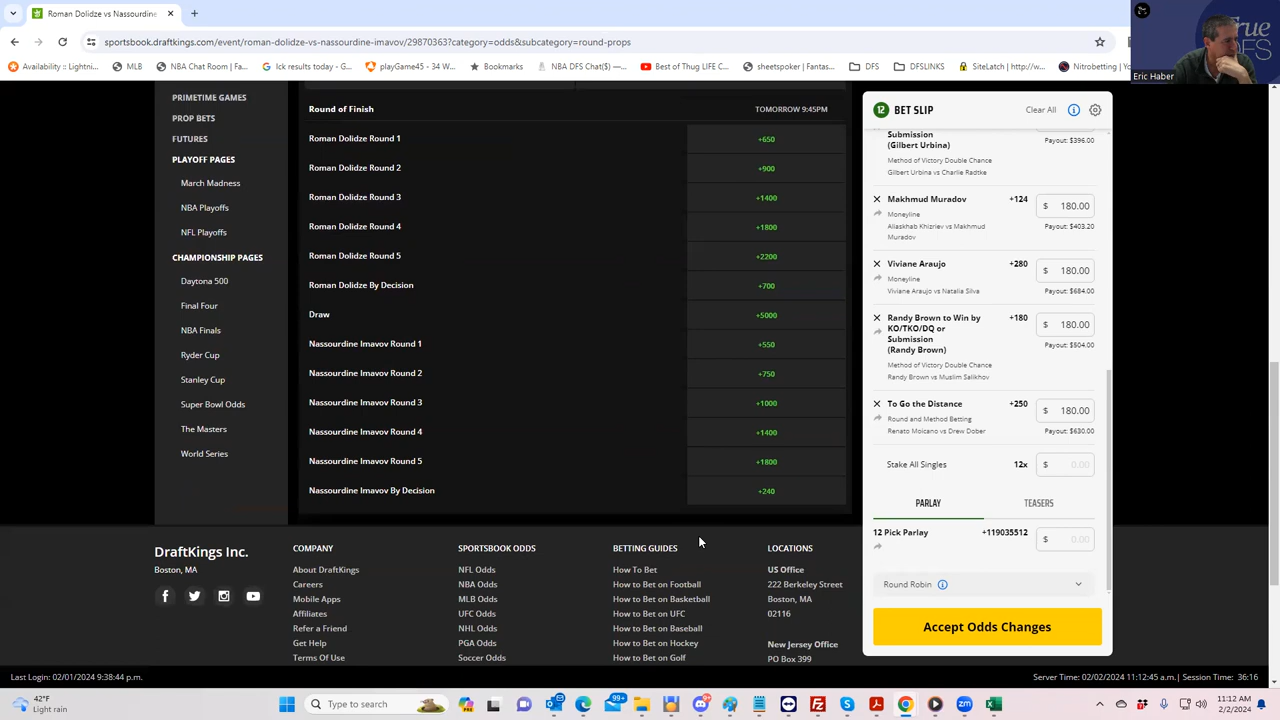 Roman Dolidze vs Nassourdine
sportsbook.draftkings.com/event/roman-dolidze-vs-nassourdine-imavov/29870363?category=odds&subcategory=round-props
Availability :: Lightni...
MLB
NBA Chat Room (Fa...
lck results today - G...
playGame45 - 34 W...
Bestball
NBA DFS Chat($) —...
Best of Thug LIFE C...
sheetspoker | Fantas...
DFS
DFSLINKS
SiteLatch | http://ww...
Nitrobetting | Your...
True
DFS
Eric Haber
PRIMETIME GAMES
PROP BETS
FUTURES
PLAYOFF PAGES
March Madness
NBA Playoffs
NFL Playoffs
CHAMPIONSHIP PAGES
Daytona 500
Final Four
NBA Finals
Ryder Cup
Stanley Cup
Super Bowl Odds
The Masters
World Series
Round of Finish TOMORROW 9:45PM
Roman Dolidze Round 1 +650
Roman Dolidze Round 2 +900
Roman Dolidze Round 3 +1400
Roman Dolidze Round 4 +1800
Roman Dolidze Round 5 +2200
Roman Dolidze By Decision +700
Draw +5000
Nassourdine Imavov Round 1 +550
Nassourdine Imavov Round 2 +750
Nassourdine Imavov Round 3 +1000
Nassourdine Imavov Round 4 +1400
Nassourdine Imavov Round 5 +1800
Nassourdine Imavov By Decision +240
12 BET SLIP Clear All
Submission
(Gilbert Urbina) Payout: $396.00
Method of Victory Double Chance
Gilbert Urbina vs Charlie Radtke
Makhmud Muradov +124 $ 180.00
Moneyline
Aliaskhab Khizriev vs Makhmud Payout: $403.20
Muradov
Viviane Araujo +280 $ 180.00
Moneyline
Viviane Araujo vs Natalia Silva Payout: $684.00
Randy Brown to Win by +180 $ 180.00
KO/TKO/DQ or
Submission Payout: $504.00
(Randy Brown)
Method of Victory Double Chance
Randy Brown vs Muslim Salikhov
To Go the Distance +250 $ 180.00
Round and Method Betting
Renato Moicano vs Drew Dober Payout: $630.00
Stake All Singles 12x $ 0.00
PARLAY TEASERS
12 Pick Parlay +119035512 $ 0.00
Round Robin
Accept Odds Changes
DraftKings Inc.
Boston, MA
COMPANY
About DraftKings
Careers
Mobile Apps
Affiliates
Refer a Friend
Get Help
Terms Of Use
SPORTSBOOK ODDS
NFL Odds
NBA Odds
MLB Odds
UFC Odds
NHL Odds
PGA Odds
Soccer Odds
BETTING GUIDES
How To Bet
How to Bet on Football
How to Bet on Basketball
How to Bet on UFC
How to Bet on Baseball
How to Bet on Hockey
How to Bet on Golf
LOCATIONS
US Office
222 Berkeley Street
Boston, MA
02116
New Jersey Office
PO Box 399
Last Login: 02/01/2024 9:38:44 p.m.
Server Time: 02/02/2024 11:12:45 a.m.| Session Time: 36:16
42°F
Light rain
Type here to search
99+
11:12 AM
2/2/2024